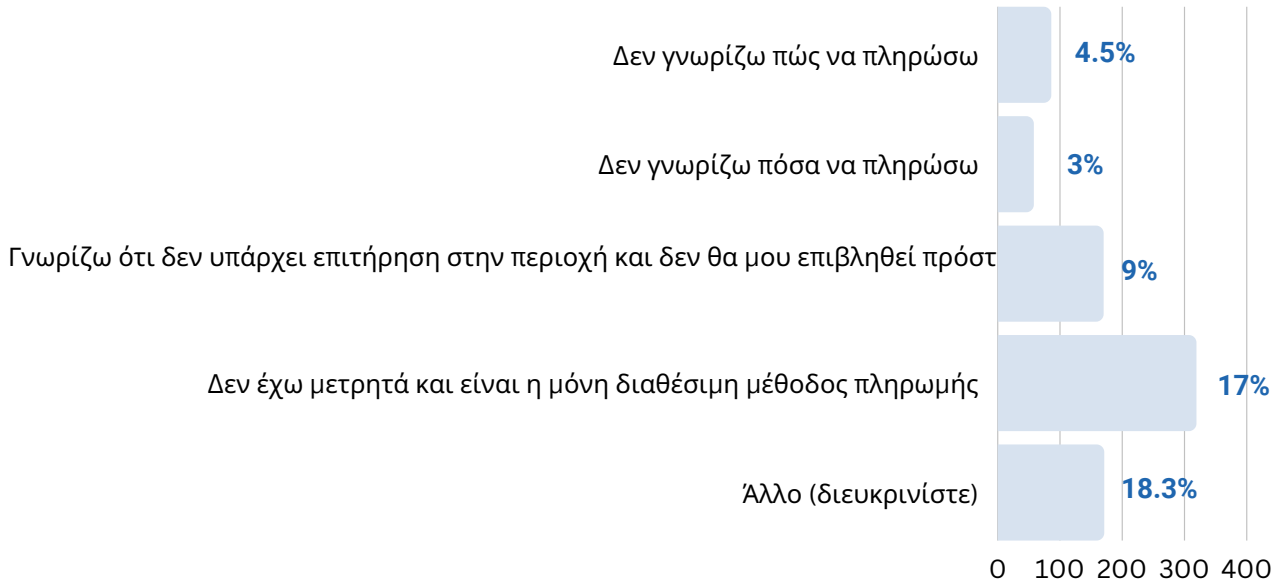 Δεν γνωρίζω πώς να πληρώσω
4.5%
Δεν γνωρίζω πόσα να πληρώσω
3%
Γνωρίζω ότι δεν υπάρχει επιτήρηση στην περιοχή και δεν θα μου επιβληθεί πρόστ
9%
Δεν έχω μετρητά και είναι η μόνη διαθέσιμη μέθοδος πληρωμής
17%
Άλλο (διευκρινίστε)
18.3%
0 100 200 300 400